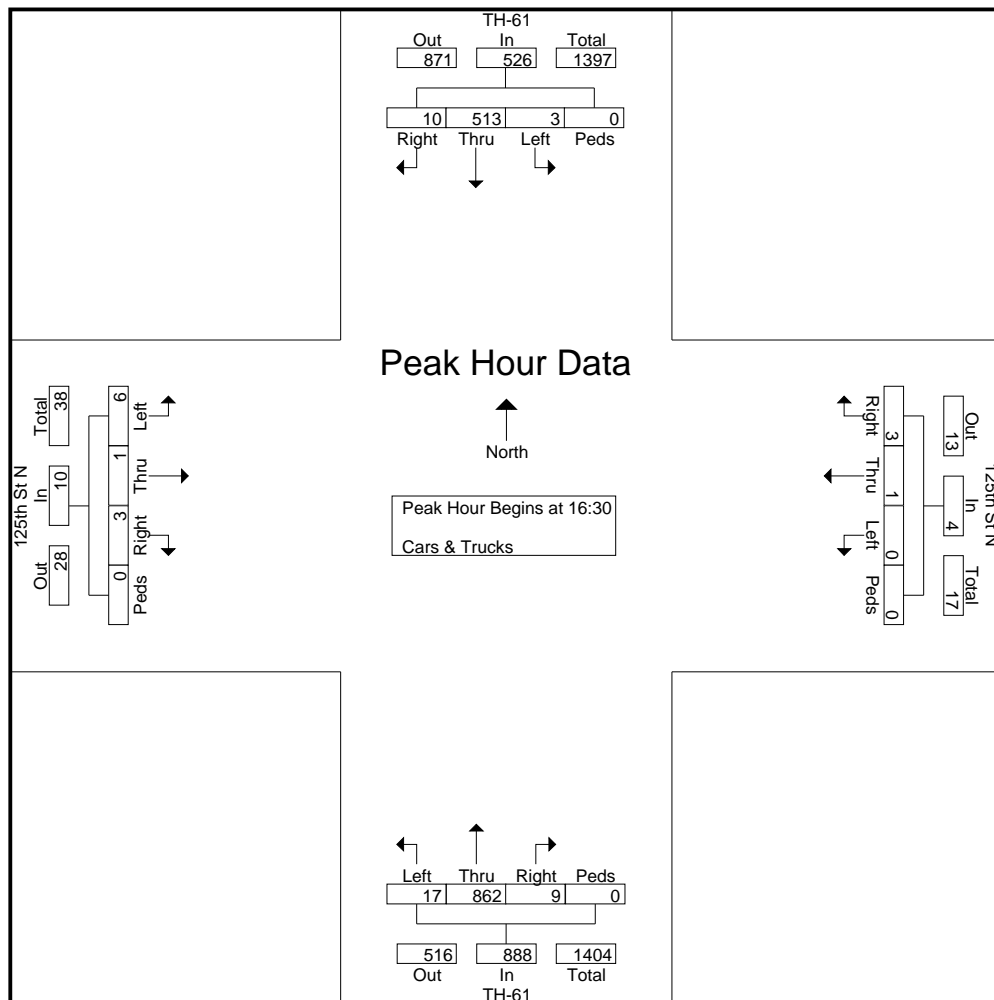 TH-61
Out In Total
871 526 1397
10 513 3 0
Right Thru Left Peds
Peak Hour Data
North
Peak Hour Begins at 16:30
Cars & Trucks
125th St N
Total In Out
38 10 28
6 1 3 0
Left Thru Right Peds
125th St N
Out In Total
13 4 17
3 1 0 0
Right Thru Left Peds
Left Thru Right Peds
17 862 9 0
516 888 1404
Out In Total
TH-61